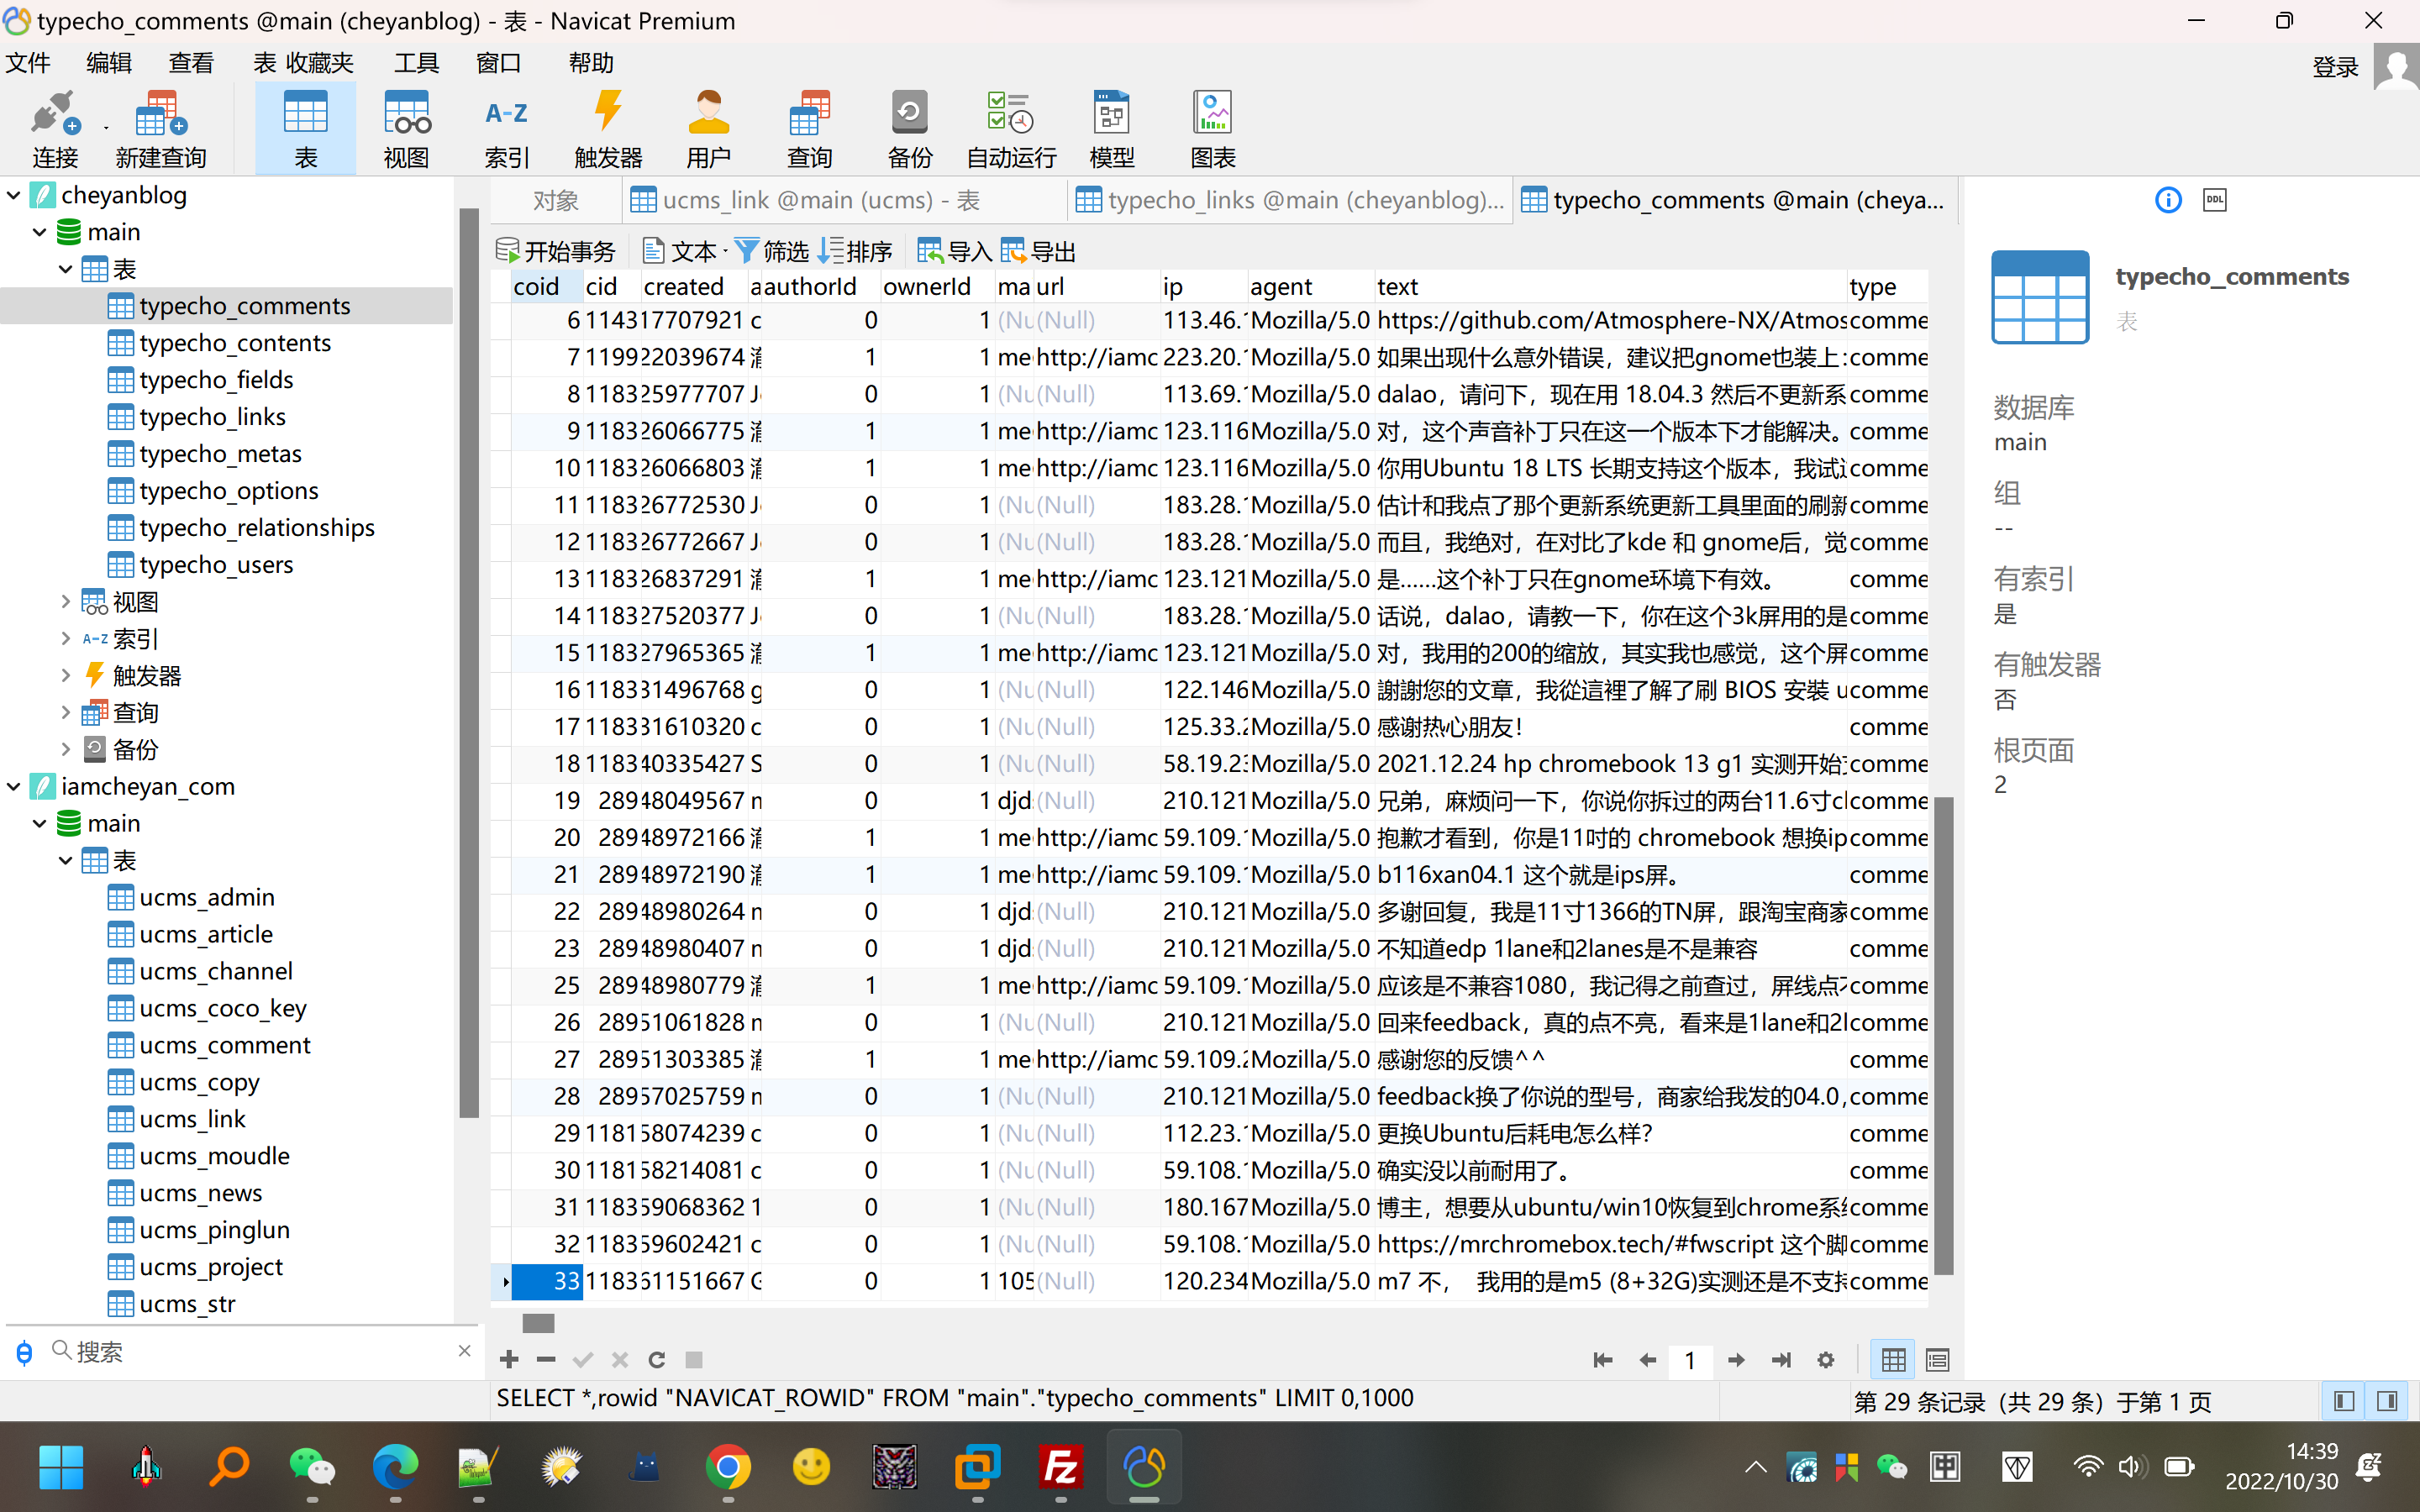 typecho_comments @main (cheyanblog) - 表 - Navicat Premium
文件 编辑 查看 表 收藏夹 工具 窗口 帮助 登录
连接 新建查询 表 视图 A-Z 索引 触发器 用户 查询 备份 自动运行 模型 图表
cheyanblog
main
表
typecho_comments
typecho_contents
typecho_fields
typecho_links
typecho_metas
typecho_options
typecho_relationships
typecho_users
视图
A-Z 索引
触发器
查询
备份
iamcheyan_com
main
表
ucms_admin
ucms_article
ucms_channel
ucms_coco_key
ucms_comment
ucms_copy
ucms_link
ucms_moudle
ucms_news
ucms_pinglun
ucms_project
ucms_str
搜索
对象 ucms_link @main (ucms) - 表 typecho_links @main (cheyanblog)... typecho_comments @main (cheya...
开始事务 文本 筛选 排序 导入 导出
coid cid created a authorId ownerId ma url ip agent text type
6 1143 17707921 c 0 1 (Nu (Null) 113.46. Mozilla/5.0 https://github.com/Atmosphere-NX/Atmos comme
7 1199 22039674 0 1 me http://iamc 223.20. Mozilla/5.0 如果出现什么意外错误，建议把gnome也装上 comme
8 1183 25977707 J 0 1 (Nu (Null) 113.69. Mozilla/5.0 dalao，请问下，现在用 18.04.3 然后不更新系 comme
9 1183 26066775 1 1 me http://iamc 123.116 Mozilla/5.0 对，这个声音补丁只在这一个版本下才能解决。 comme
10 1183 26066803 1 1 me http://iamc 123.116 Mozilla/5.0 你用Ubuntu 18 LTS 长期支持这个版本，我试 comme
11 1183 26772530 J 0 1 (Nu (Null) 183.28. Mozilla/5.0 估计和我点了那个更新系统更新工具里面的刷新 comme
12 1183 26772667 J 0 1 (Nu (Null) 183.28. Mozilla/5.0 而且，我绝对，在对比了kde 和 gnome后，觉 comme
13 1183 26837291 1 1 me http://iamc 123.121 Mozilla/5.0 是......这个补丁只在gnome环境下有效。 comme
14 1183 27520377 J 0 1 (Nu (Null) 183.28. Mozilla/5.0 话说，dalao，请教一下，你在这个3k屏用的是 comme
15 1183 27965365 1 1 me http://iamc 123.121 Mozilla/5.0 对，我用的200的缩放，其实我也感觉，这个屏 comme
16 1183 31496768 g 0 1 (Nu (Null) 122.146 Mozilla/5.0 謝謝您的文章，我從這裡了解了刷 BIOS 安裝 u comme
17 1183 31610320 c 0 1 (Nu (Null) 125.33.2 Mozilla/5.0 感谢热心朋友！ comme
18 1183 40335427 S 0 1 (Nu (Null) 58.19.23 Mozilla/5.0 2021.12.24 hp chromebook 13 g1 实测开始 comme
19 289 48049567 m 0 1 djd (Null) 210.121 Mozilla/5.0 兄弟，麻烦问一下，你说你拆过的两台11.6寸cl comme
20 289 48972166 1 1 me http://iamc 59.109. Mozilla/5.0 抱歉才看到，你是11吋的 chromebook 想换ip comme
21 289 48972190 1 1 me http://iamc 59.109. Mozilla/5.0 b116xan04.1 这个就是ips屏。 comme
22 289 48980264 m 0 1 djd (Null) 210.121 Mozilla/5.0 多谢回复，我是11寸1366的TN屏，跟淘宝商家 comme
23 289 48980407 m 0 1 djd (Null) 210.121 Mozilla/5.0 不知道edp 1lane和2lanes是不是兼容 comme
25 289 48980779 1 1 me http://iamc 59.109. Mozilla/5.0 应该是不兼容1080，我记得之前查过，屏线点 comme
26 289 51061828 m 0 1 (Nu (Null) 210.121 Mozilla/5.0 回来feedback，真的点不亮，看来是1lane和2l comme
27 289 51303385 1 1 me http://iamc 59.109.2 Mozilla/5.0 感谢您的反馈^^ comme
28 289 57025759 m 0 1 (Nu (Null) 210.121 Mozilla/5.0 feedback换了你说的型号，商家给我发的04.0， comme
29 1181 58074239 c 0 1 (Nu (Null) 112.23. Mozilla/5.0 更换Ubuntu后耗电怎么样？ comme
30 1181 58214081 c 0 1 (Nu (Null) 59.108. Mozilla/5.0 确实没以前耐用了。 comme
31 1183 59068362 1 0 1 (Nu (Null) 180.167 Mozilla/5.0 博主，想要从ubuntu/win10恢复到chrome系统 comme
32 1183 59602421 c 0 1 (Nu (Null) 59.108. Mozilla/5.0 https://mrchromebox.tech/#fwscript 这个脚 comme
33 1183 61151667 G 0 1 105 (Null) 120.234 Mozilla/5.0 m7 不， 我用的是m5 (8+32G)实测还是不支持 comme
1
SELECT *,rowid "NAVICAT_ROWID" FROM "main"."typecho_comments" LIMIT 0,1000
第 29 条记录（共 29 条）于第 1 页
DDL
typecho_comments
表
数据库
main
组
--
有索引
是
有触发器
否
根页面
2
中
14:39
2022/10/30